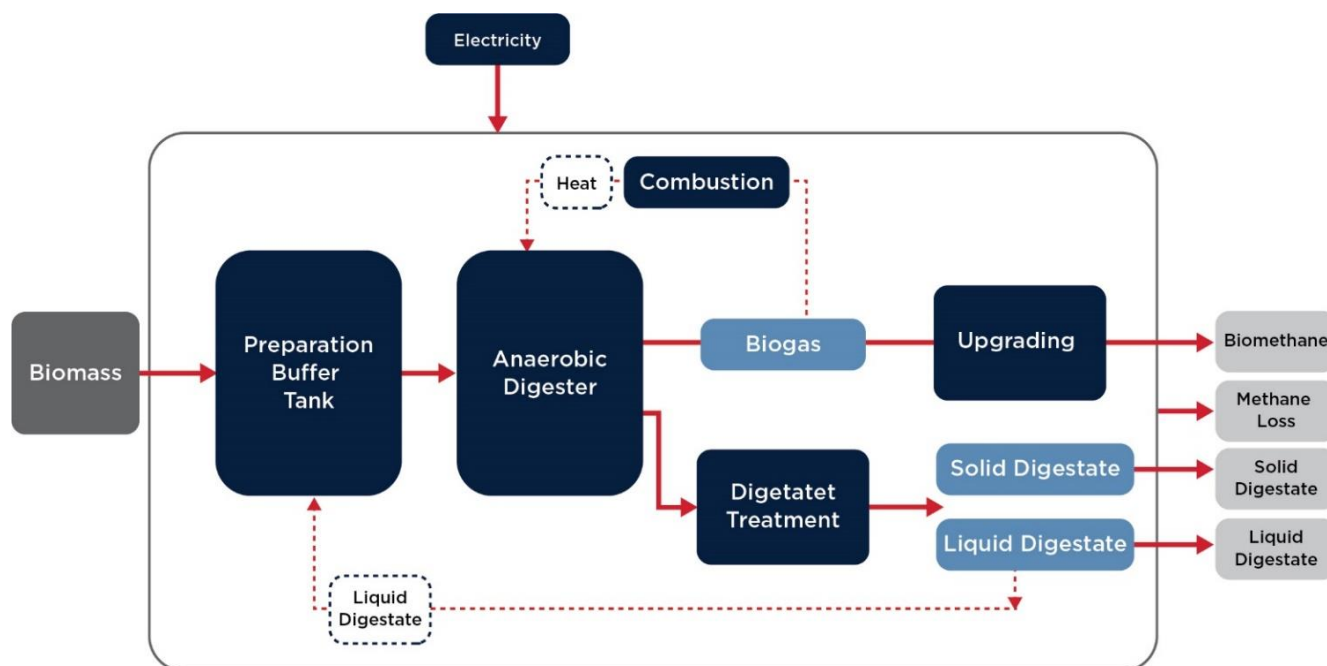 Electricity
Heat
Combustion
Biomass
Preparation
Buffer
Tank
Anaerobic
Digester
Biogas
Upgrading
Biomethane
Methane
Loss
Solid Digestate
Solid
Digestate
Digetatet
Treatment
Liquid Digestate
Liquid
Digestate
Liquid
Digestate